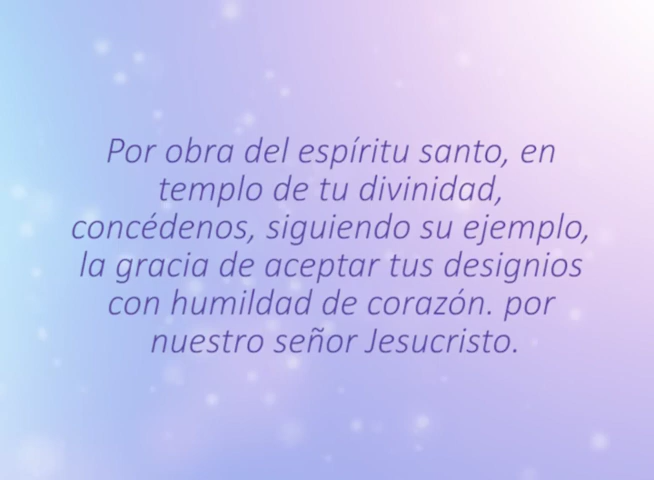 Por obra del espíritu santo, en
templo de tu divinidad,
concédenos, siguiendo su ejemplo,
la gracia de aceptar tus designios
con humildad de corazón. por
nuestro señor Jesucristo.